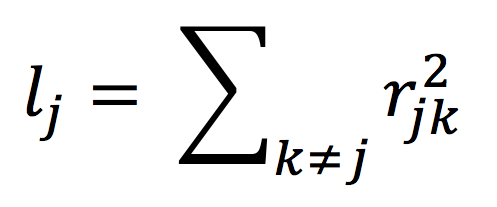 l_j = ∑_{k≠j} r_{jk}^2